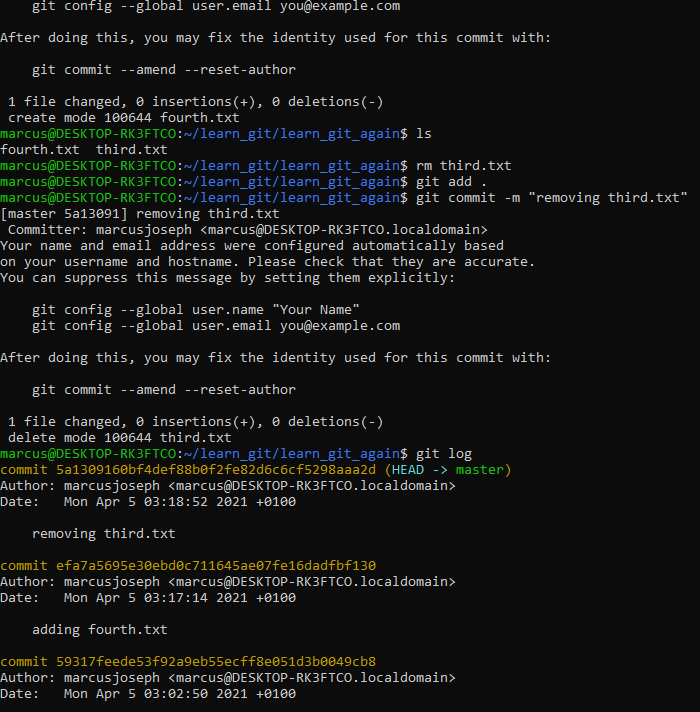 git config --global user.email you@example.com

After doing this, you may fix the identity used for this commit with:

    git commit --amend --reset-author

 1 file changed, 0 insertions(+), 0 deletions(-)
 create mode 100644 fourth.txt
marcus@DESKTOP-RK3FTCO:~/learn_git/learn_git_again$ ls
fourth.txt  third.txt
marcus@DESKTOP-RK3FTCO:~/learn_git/learn_git_again$ rm third.txt
marcus@DESKTOP-RK3FTCO:~/learn_git/learn_git_again$ git add .
marcus@DESKTOP-RK3FTCO:~/learn_git/learn_git_again$ git commit -m "removing third.txt"
[master 5a13091] removing third.txt
 Committer: marcusjoseph <marcus@DESKTOP-RK3FTCO.localdomain>
Your name and email address were configured automatically based
on your username and hostname. Please check that they are accurate.
You can suppress this message by setting them explicitly:

    git config --global user.name "Your Name"
    git config --global user.email you@example.com

After doing this, you may fix the identity used for this commit with:

    git commit --amend --reset-author

 1 file changed, 0 insertions(+), 0 deletions(-)
 delete mode 100644 third.txt
marcus@DESKTOP-RK3FTCO:~/learn_git/learn_git_again$ git log
commit 5a1309160bf4def88b0f2fe82d6c6cf5298aaa2d (HEAD -> master)
Author: marcusjoseph <marcus@DESKTOP-RK3FTCO.localdomain>
Date:   Mon Apr 5 03:18:52 2021 +0100

    removing third.txt

commit efa7a5695e30ebd0c711645ae07fe16dadfbf130
Author: marcusjoseph <marcus@DESKTOP-RK3FTCO.localdomain>
Date:   Mon Apr 5 03:17:14 2021 +0100

    adding fourth.txt

commit 59317feede53f92a9eb55ecff8e051d3b0049cb8
Author: marcusjoseph <marcus@DESKTOP-RK3FTCO.localdomain>
Date:   Mon Apr 5 03:02:50 2021 +0100